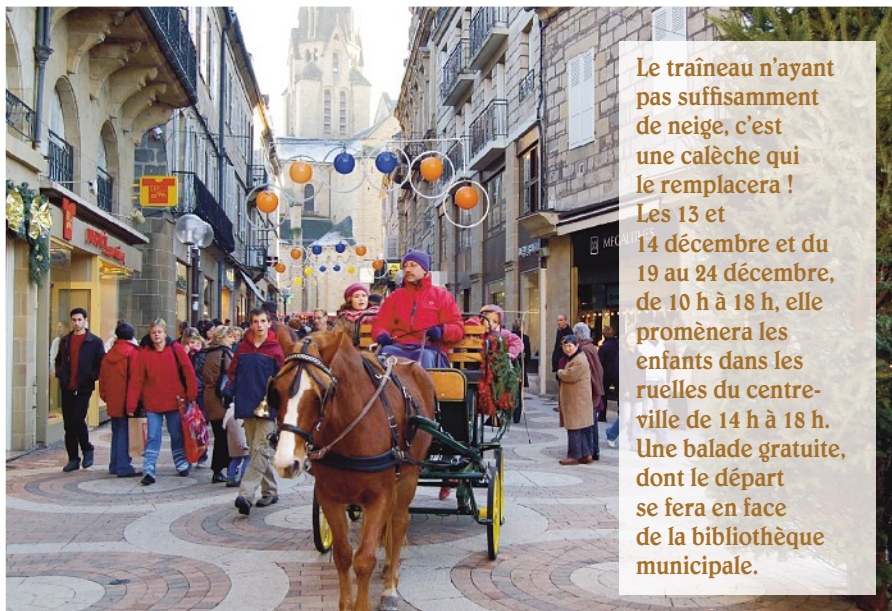 Le traîneau n'ayant
pas suffisamment
de neige, c'est
une calèche qui
le remplacera !
Les 13 et
14 décembre et du
19 au 24 décembre,
de 10 h à 18 h, elle
promènera les
enfants dans les
ruelles du centre-
ville de 14 h à 18 h.
Une balade gratuite,
dont le départ
se fera en face
de la bibliothèque
municipale.